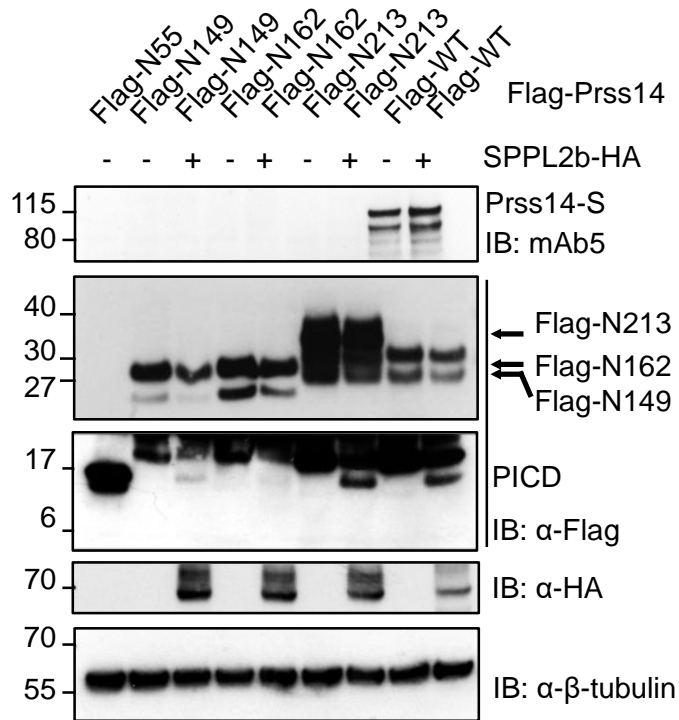 Flag-N55 Flag-N149 Flag-N149 Flag-N162 Flag-N162 Flag-N213 Flag-N213 Flag-WT Flag-WT Flag-Prss14
- - + - + - + - + SPPL2b-HA
115 Prss14-S
80 IB: mAb5
40 Flag-N213
30 Flag-N162
27 Flag-N149
17 PICD
6 IB: α-Flag
70 IB: α-HA
70
55 IB: α-β-tubulin